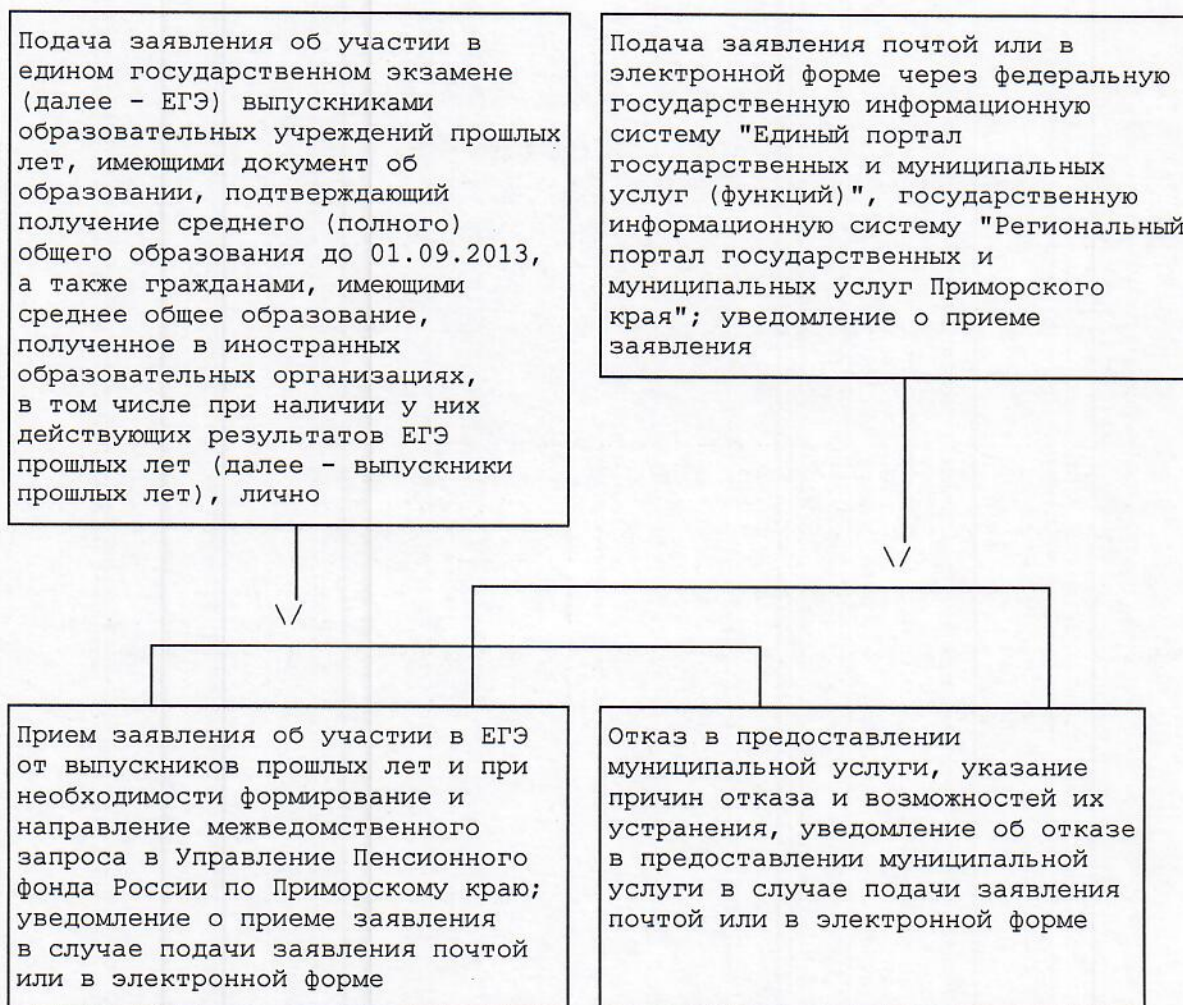 Подача заявления об участии в
едином государственном экзамене
(далее - ЕГЭ) выпускниками
образовательных учреждений прошлых
лет, имеющими документ об
образовании, подтверждающий
получение среднего (полного)
общего образования до 01.09.2013,
а также гражданами, имеющими
среднее общее образование,
полученное в иностранных
образовательных организациях,
в том числе при наличии у них
действующих результатов ЕГЭ
прошлых лет (далее - выпускники
прошлых лет), лично
Подача заявления почтой или в
электронной форме через федеральную
государственную информационную
систему "Единый портал
государственных и муниципальных
услуг (функций)", государственную
информационную систему "Региональный
портал государственных и
муниципальных услуг Приморского
края"; уведомление о приеме
заявления
Прием заявления об участии в ЕГЭ
от выпускников прошлых лет и при
необходимости формирование и
направление межведомственного
запроса в Управление Пенсионного
фонда России по Приморскому краю;
уведомление о приеме заявления
в случае подачи заявления почтой
или в электронной форме
Отказ в предоставлении
муниципальной услуги, указание
причин отказа и возможностей их
устранения, уведомление об отказе
в предоставлении муниципальной
услуги в случае подачи заявления
почтой или в электронной форме